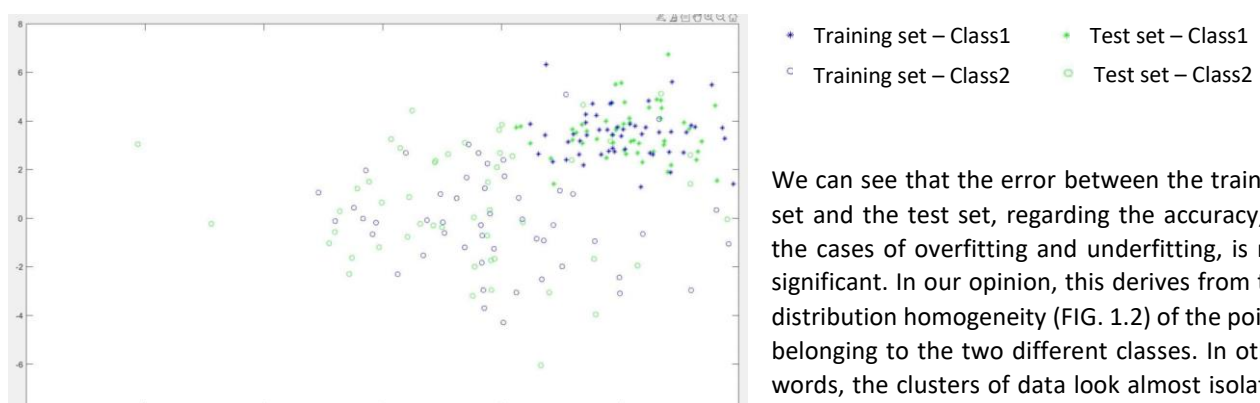 8
6
4
2
0
-2
-4
-6
Training set – Class1
Test set – Class1
Training set – Class2
Test set – Class2
We can see that the error between the train
set and the test set, regarding the accuracy,
the cases of overfitting and underfitting, is
significant. In our opinion, this derives from
distribution homogeneity (FIG. 1.2) of the poi
belonging to the two different classes. In ot
words, the clusters of data look almost isolat